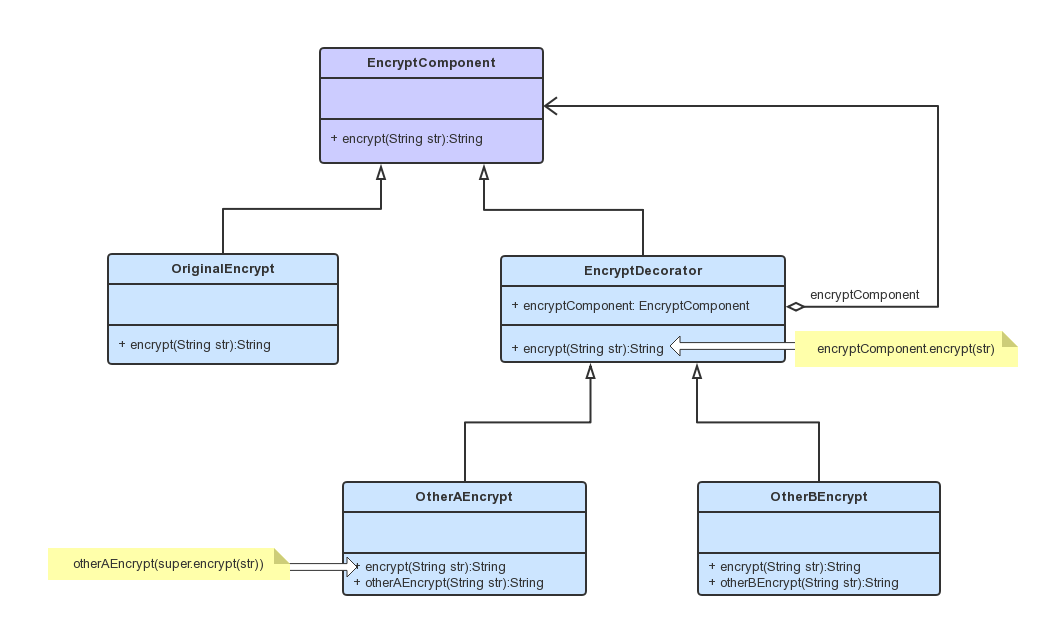 EncryptComponent
+ encrypt(String str):String
OriginalEncrypt
+ encrypt(String str):String
EncryptDecorator
+ encryptComponent: EncryptComponent
+ encrypt(String str):String
encryptComponent
encryptComponent.encrypt(str)
OtherAEncrypt
+ encrypt(String str):String
+ otherAEncrypt(String str):String
otherAEncrypt(super.encrypt(str))
OtherBEncrypt
+ encrypt(String str):String
+ otherBEncrypt(String str):String